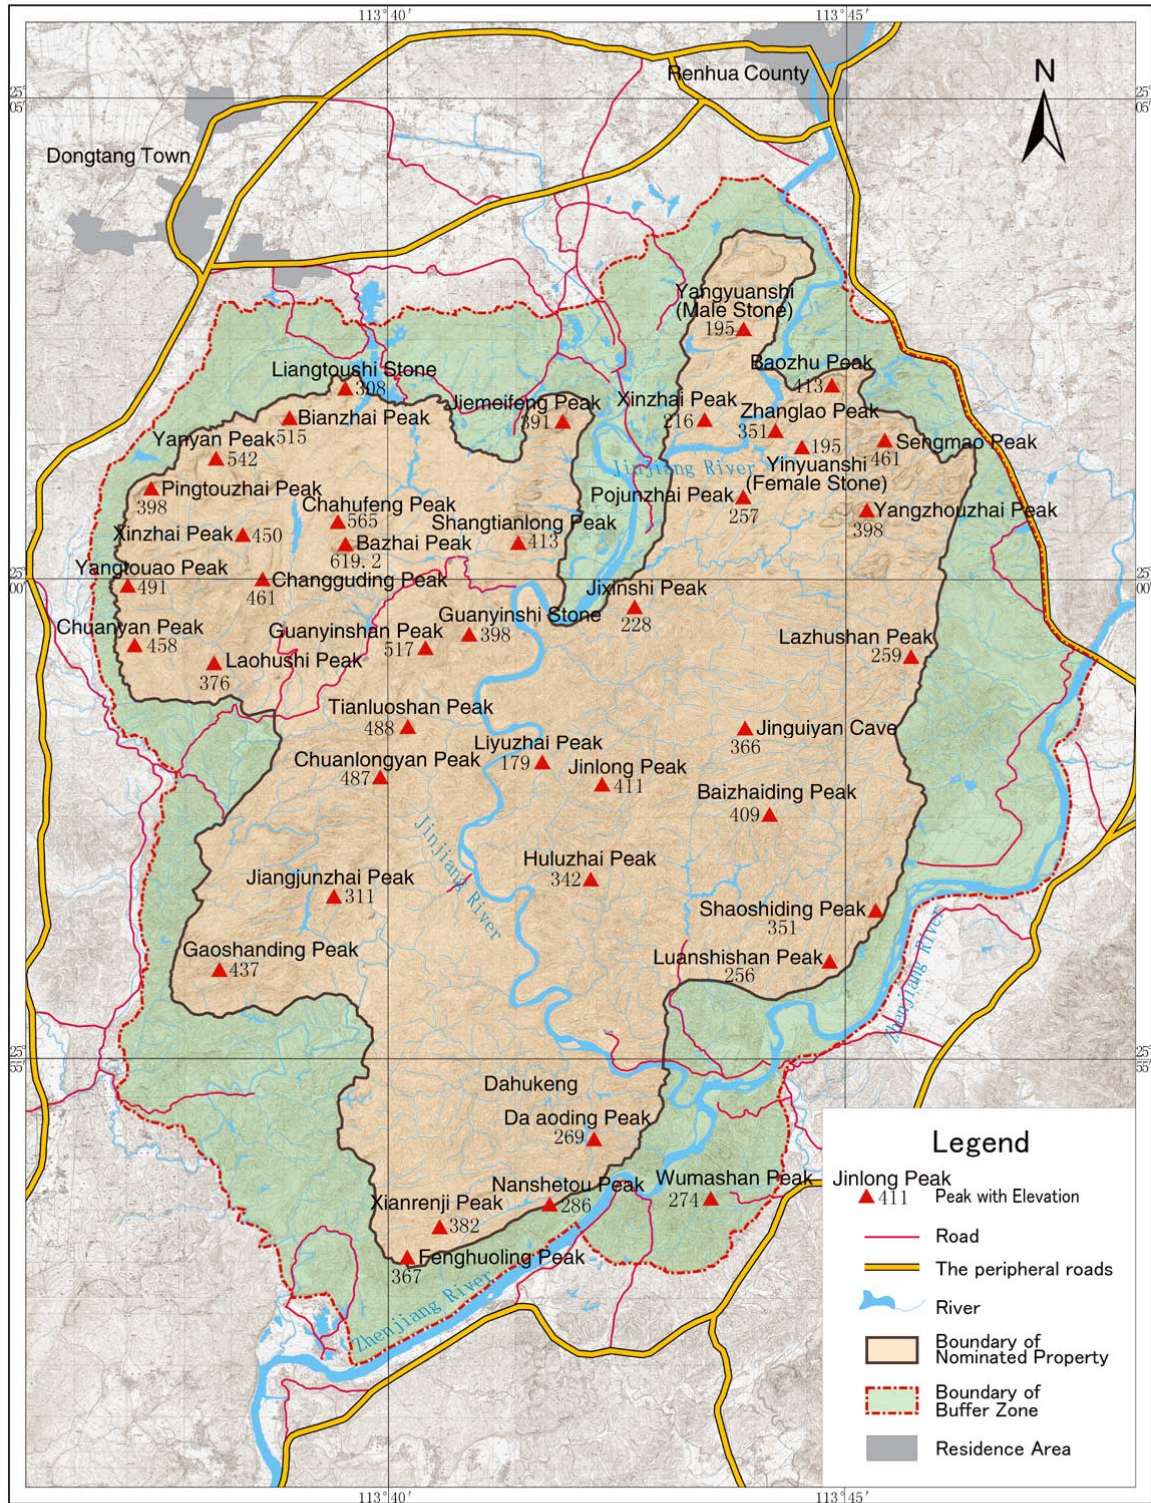 113°40′
113°45′
Renhua County
N
25°
05′
25°
05′
Dongtang Town
Yangyuanshi
(Male Stone)
195
Liangtoushi Stone
308
Baozhu Peak
413
Jiemeifeng Peak
391
Xinzhai Peak
216
Zhanglao Peak
351
Bianzhai Peak
515
Yanyan Peak
542
195
Sengmao Peak
461
Jinjiang River
Yinyuanshi
(Female Stone)
Pingtouzhai Peak
398
Pojunzhai Peak
257
Chahufeng Peak
565
Yangzhouzhai Peak
398
Shangtianlong Peak
413
Xinzhai Peak
450
Bazhai Peak
619.2
Yangtouao Peak
491
Changguding Peak
461
25°
00′
25°
00′
Jixinshi Peak
228
Guanyinshi Stone
398
Chuanyan Peak
458
Guanyinshan Peak
517
Lazhushan Peak
259
Laohushi Peak
376
Tianluoshan Peak
488
Jinguiyan Cave
366
Liyuzhai Peak
179
Chuanlongyan Peak
487
Jinlong Peak
411
Baizhaiding Peak
409
Jinjiang River
Huluzhai Peak
342
Jiangjunzhai Peak
311
Shaoshiding Peak
351
Gaoshanding Peak
437
Luanshishan Peak
256
Zhenjiang River
25°
55′
25°
55′
Dahukeng
Da aoding Peak
269
Wumashan Peak
274
Nanshetou Peak
286
Xianrenji Peak
382
Fenghuoling Peak
367
Zhenjiang River
Legend
Jinlong Peak
411
Peak with Elevation
Road
The peripheral roads
River
Boundary of
Nominated Property
Boundary of
Buffer Zone
Residence Area
113°40′
113°45′